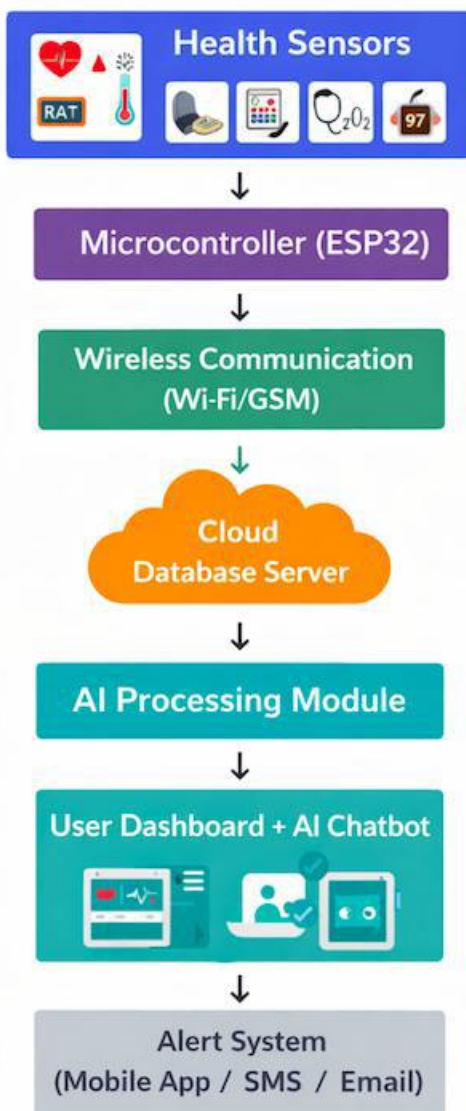 Health Sensors
RAT
2O2
97
Microcontroller (ESP32)
Wireless Communication
(Wi-Fi/GSM)
Cloud
Database Server
AI Processing Module
User Dashboard + AI Chatbot
Alert System
(Mobile App / SMS / Email)